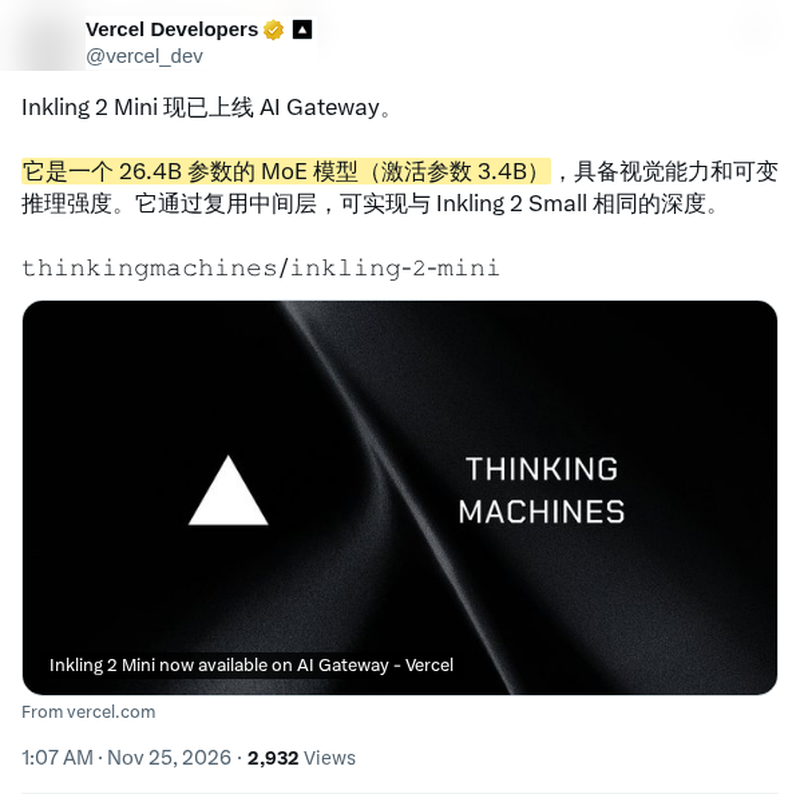 Vercel Developers
@vercel_dev
Inkling 2 Mini 现已上线 AI Gateway。
它是一个 26.4B 参数的 MoE 模型（激活参数 3.4B），具备视觉能力和可变
推理强度。它通过复用中间层，可实现与 Inkling 2 Small 相同的深度。
thinkingmachines/inkling-2-mini
THINKING
MACHINES
Inkling 2 Mini now available on AI Gateway - Vercel
From vercel.com
1:07 AM · Nov 25, 2026 · 2,932 Views